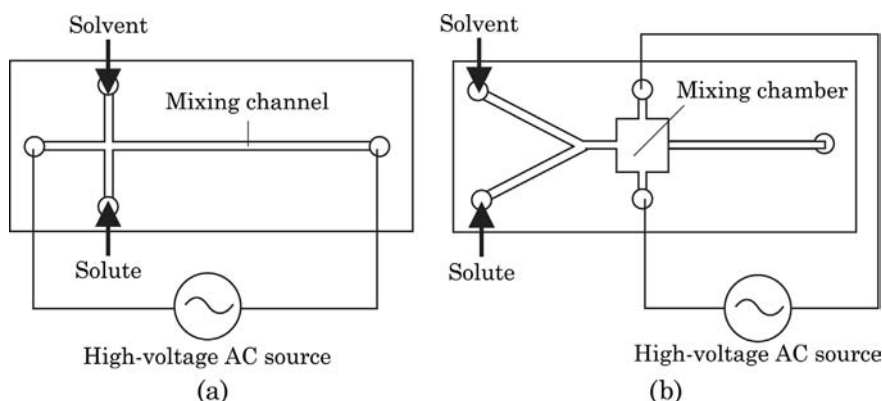 Solvent
Mixing channel
Solute
High-voltage AC source
(a)
Solvent
Mixing chamber
Solute
High-voltage AC source
(b)